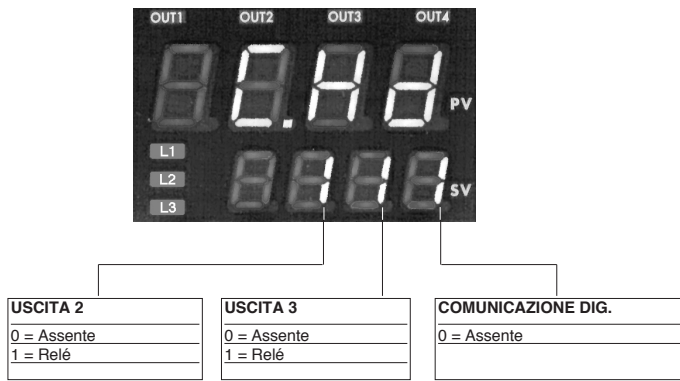 OUT1 OUT2 OUT3 OUT4
C.Hd PV
L1
L2
111 SV
L3
USCITA 2
0 = Assente
1 = Relé
USCITA 3
0 = Assente
1 = Relé
COMUNICAZIONE DIG.
0 = Assente